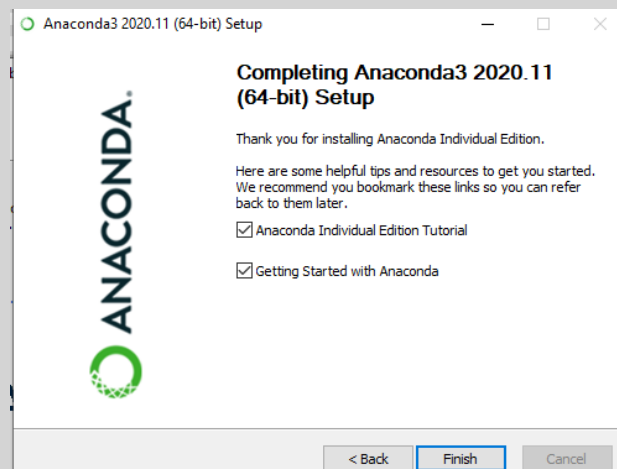 Anaconda3 2020.11 (64-bit) Setup
Completing Anaconda3 2020.11
(64-bit) Setup
Thank you for installing Anaconda Individual Edition.
Here are some helpful tips and resources to get you started.
We recommend you bookmark these links so you can refer
back to them later.
Anaconda Individual Edition Tutorial
Getting Started with Anaconda
ANACONDA.
< Back
Finish
Cancel